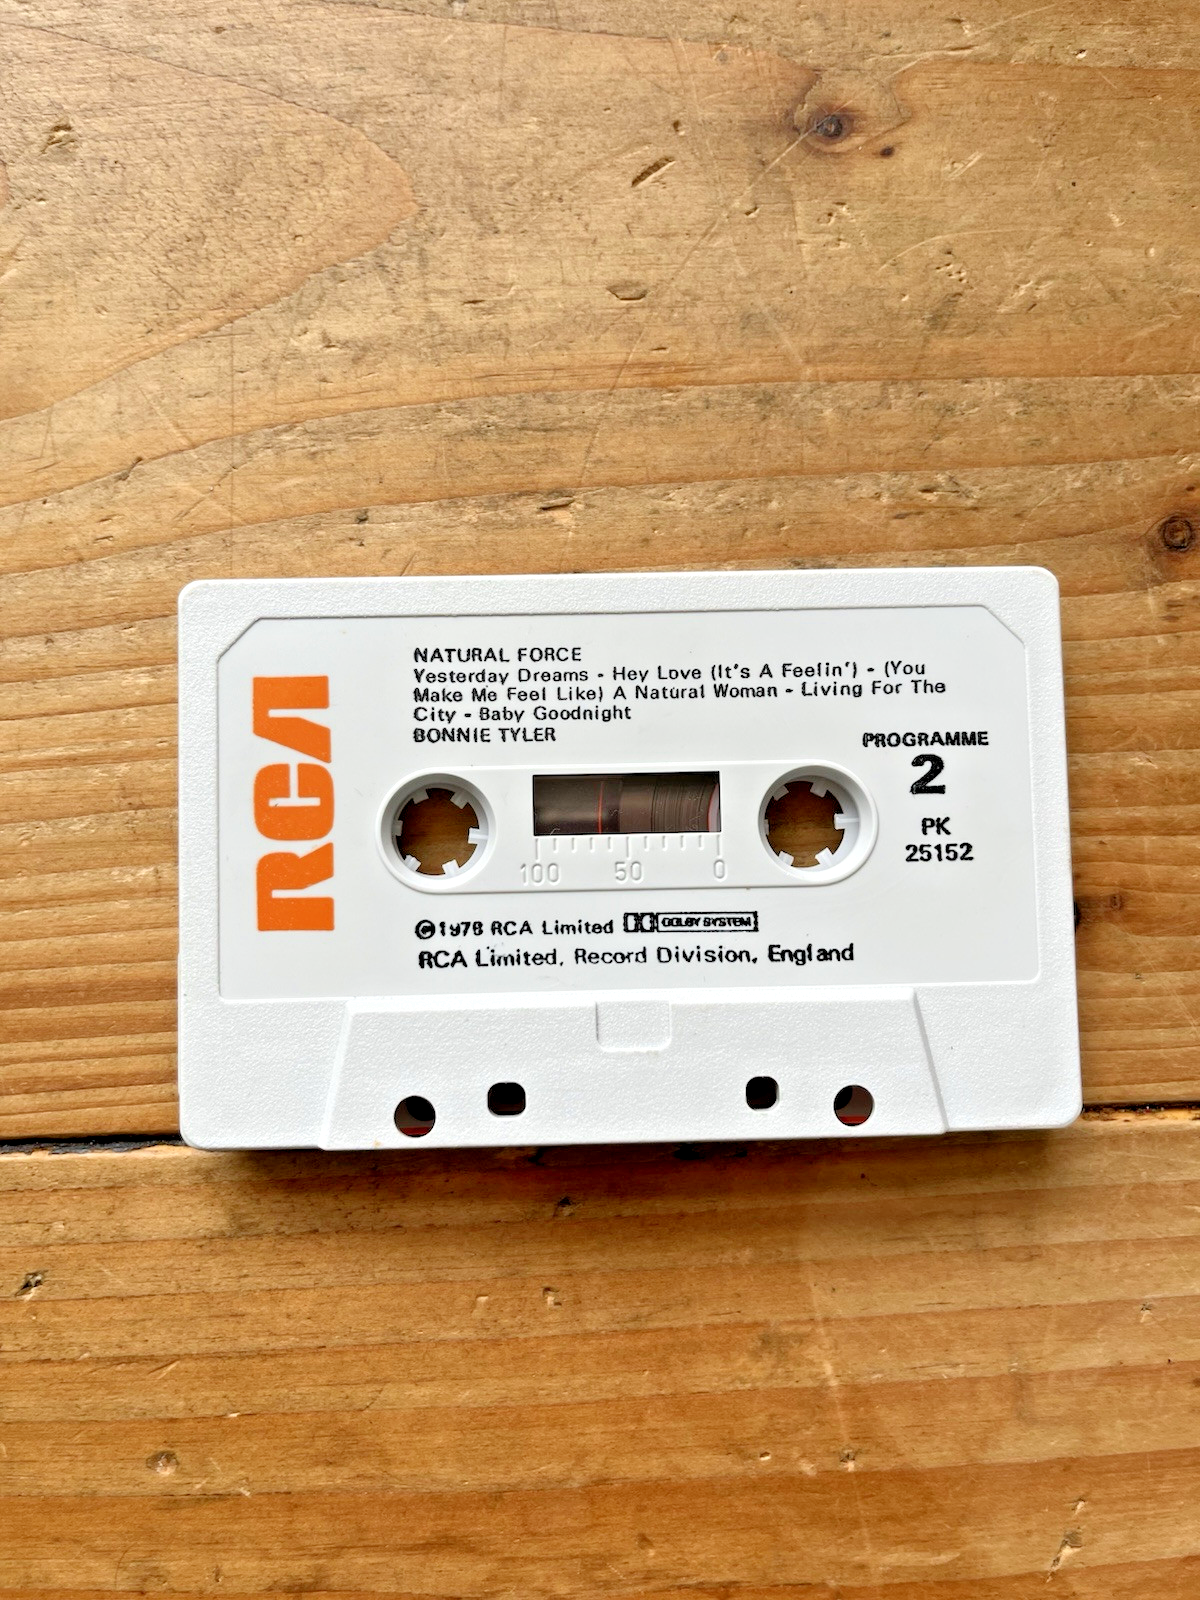 RCA
NATURAL FORCE
Yesterday Dreams - Hey Love (It's A Feelin') - (You
Make Me Feel Like) A Natural Woman - Living For The
City - Baby Goodnight
BONNIE TYLER
PROGRAMME
2
PK
25152
100 50 0
©1978 RCA Limited DOLBY SYSTEM
RCA Limited, Record Division, England